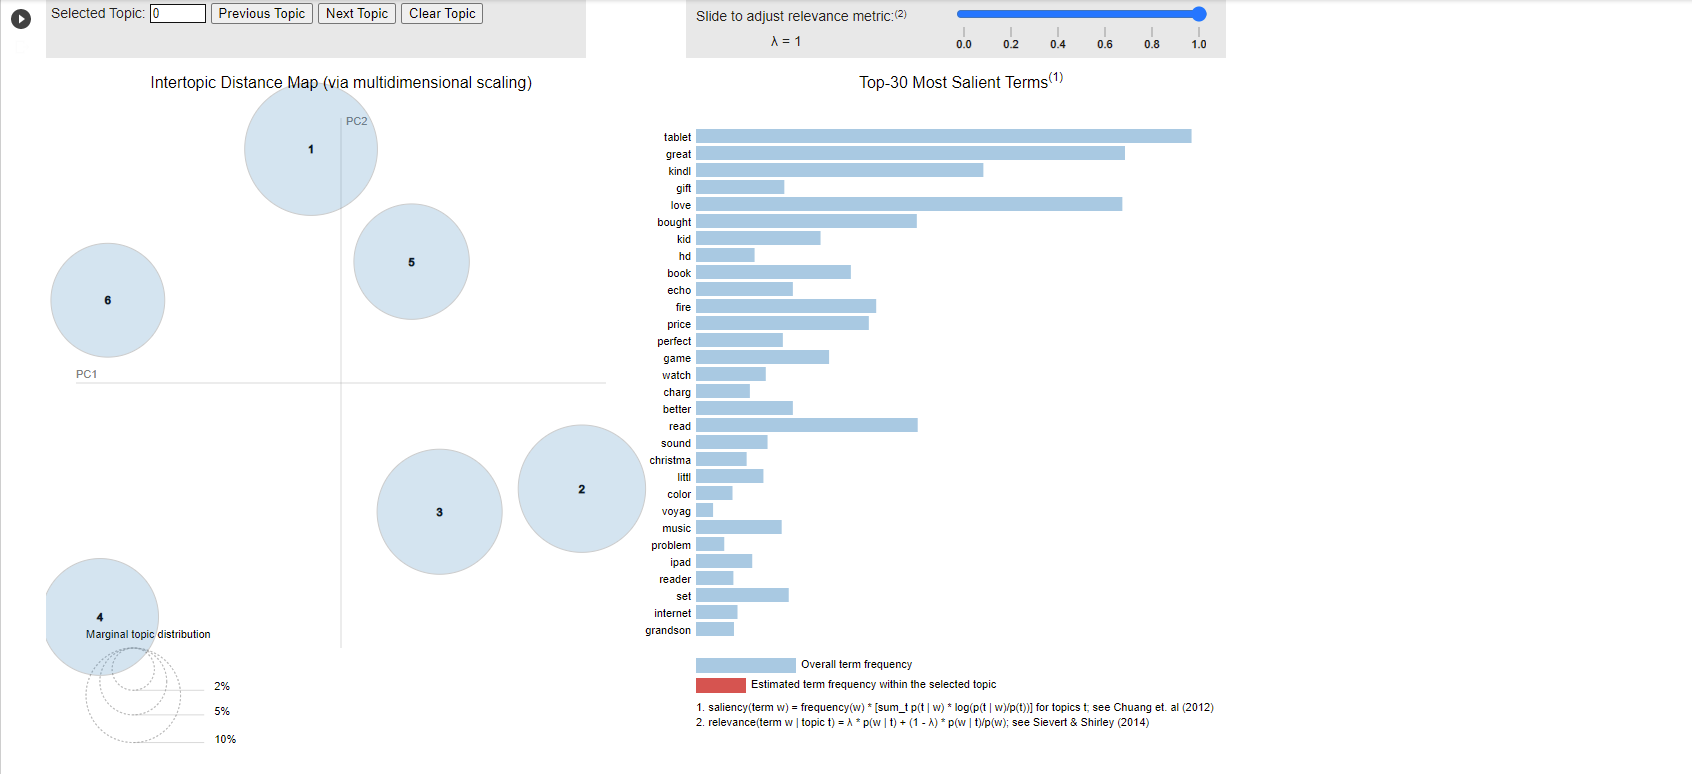 Selected Topic: 0 Previous Topic Next Topic Clear Topic
Slide to adjust relevance metric:(2)
λ = 1
0.0 0.2 0.4 0.6 0.8 1.0
Intertopic Distance Map (via multidimensional scaling)
PC2
1
5
6
PC1
2
3
4
Marginal topic distribution
2%
5%
10%
Top-30 Most Salient Terms(1)
tablet
great
kindl
gift
love
bought
kid
hd
book
echo
fire
price
perfect
game
watch
charg
better
read
sound
christma
littl
color
voyag
music
problem
ipad
reader
set
internet
grandson
Overall term frequency
Estimated term frequency within the selected topic
1. saliency(term w) = frequency(w) * [sum_t p(t | w) * log(p(t | w)/p(t))] for topics t; see Chuang et. al (2012)
2. relevance(term w | topic t) = λ * p(w | t) + (1 - λ) * p(w | t)/p(w); see Sievert & Shirley (2014)